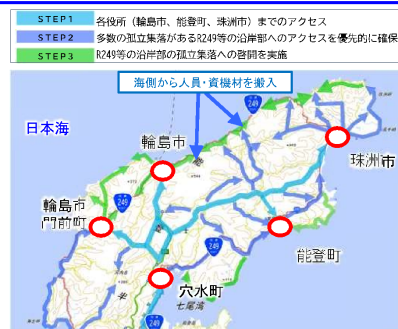 STEP1 各役所（輪島市、能登町、珠洲市）までのアクセス
STEP2 多数の孤立集落があるR249等の沿岸部へのアクセスを優先的に確保
STEP3 R249等の沿岸部の孤立集落への啓開を実施
海側から人員・資機材を搬入
249
日本海
輪島市
珠洲市
能
輪島市
門前町
249
登
249
能登町
穴水町
半
七尾湾
249